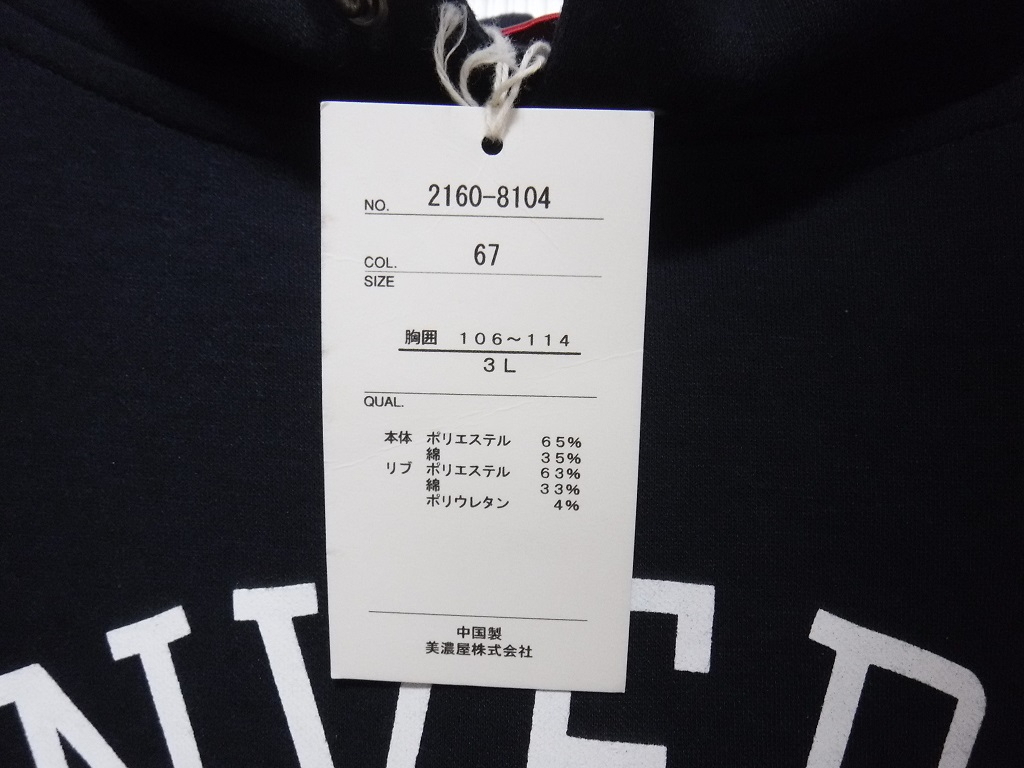 NO. 2160-8104
COL. 67
SIZE
胸囲 106～114
3L
QUAL.
本体 ポリエステル 65%
綿 35%
リブ ポリエステル 63%
綿 33%
ポリウレタン 4%
中国製
美濃屋株式会社